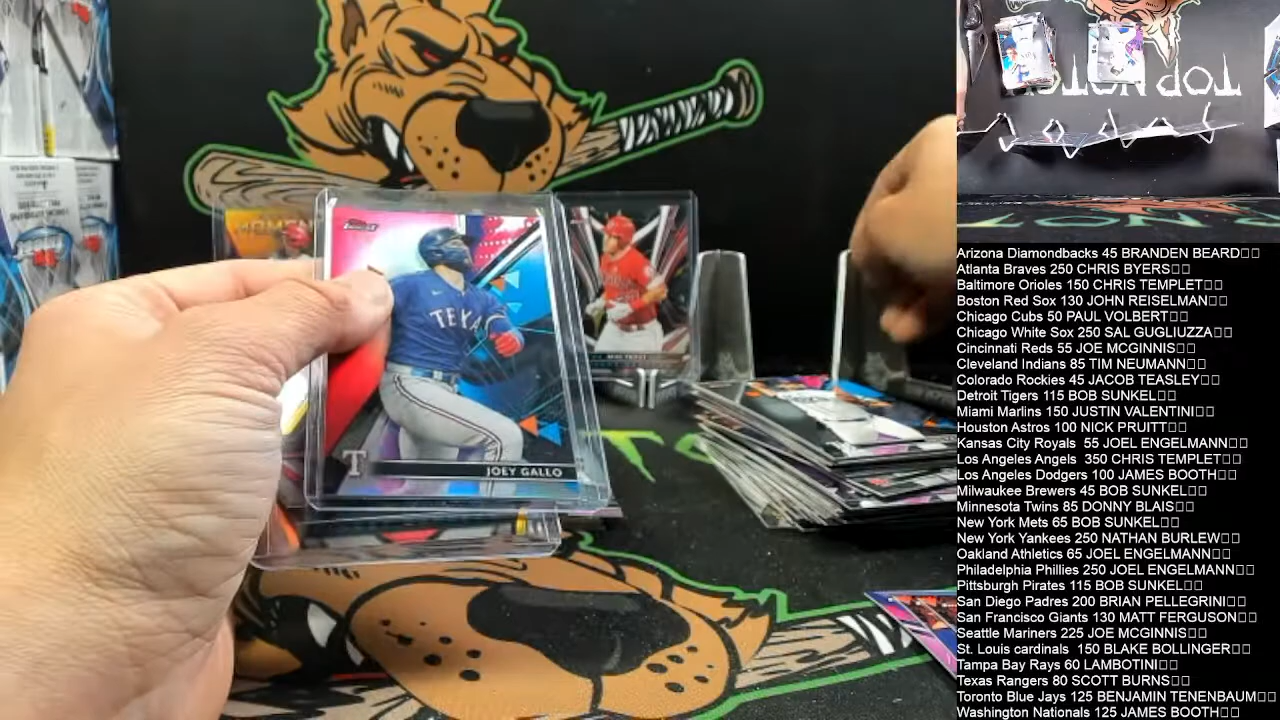 MOMEN
FINEST
TEXA
T
JOEY GALLO
MIKE TROUT
TOP NOTC
Arizona Diamondbacks 45 BRANDEN BEARD
Atlanta Braves 250 CHRIS BYERS
Baltimore Orioles 150 CHRIS TEMPLET
Boston Red Sox 130 JOHN REISELMAN
Chicago Cubs 50 PAUL VOLBERT
Chicago White Sox 250 SAL GUGLIUZZA
Cincinnati Reds 55 JOE MCGINNIS
Cleveland Indians 85 TIM NEUMANN
Colorado Rockies 45 JACOB TEASLEY
Detroit Tigers 115 BOB SUNKEL
Miami Marlins 150 JUSTIN VALENTINI
Houston Astros 100 NICK PRUITT
Kansas City Royals 55 JOEL ENGELMANN
Los Angeles Angels 350 CHRIS TEMPLET
Los Angeles Dodgers 100 JAMES BOOTH
Milwaukee Brewers 45 BOB SUNKEL
Minnesota Twins 85 DONNY BLAIS
New York Mets 65 BOB SUNKEL
New York Yankees 250 NATHAN BURLEW
Oakland Athletics 65 JOEL ENGELMANN
Philadelphia Phillies 250 JOEL ENGELMANN
Pittsburgh Pirates 115 BOB SUNKEL
San Diego Padres 200 BRIAN PELLEGRINI
San Francisco Giants 130 MATT FERGUSON
Seattle Mariners 225 JOE MCGINNIS
St. Louis cardinals 150 BLAKE BOLLINGER
Tampa Bay Rays 60 LAMBOTINI
Texas Rangers 80 SCOTT BURNS
Toronto Blue Jays 125 BENJAMIN TENENBAUM
Washington Nationals 125 JAMES BOOTH